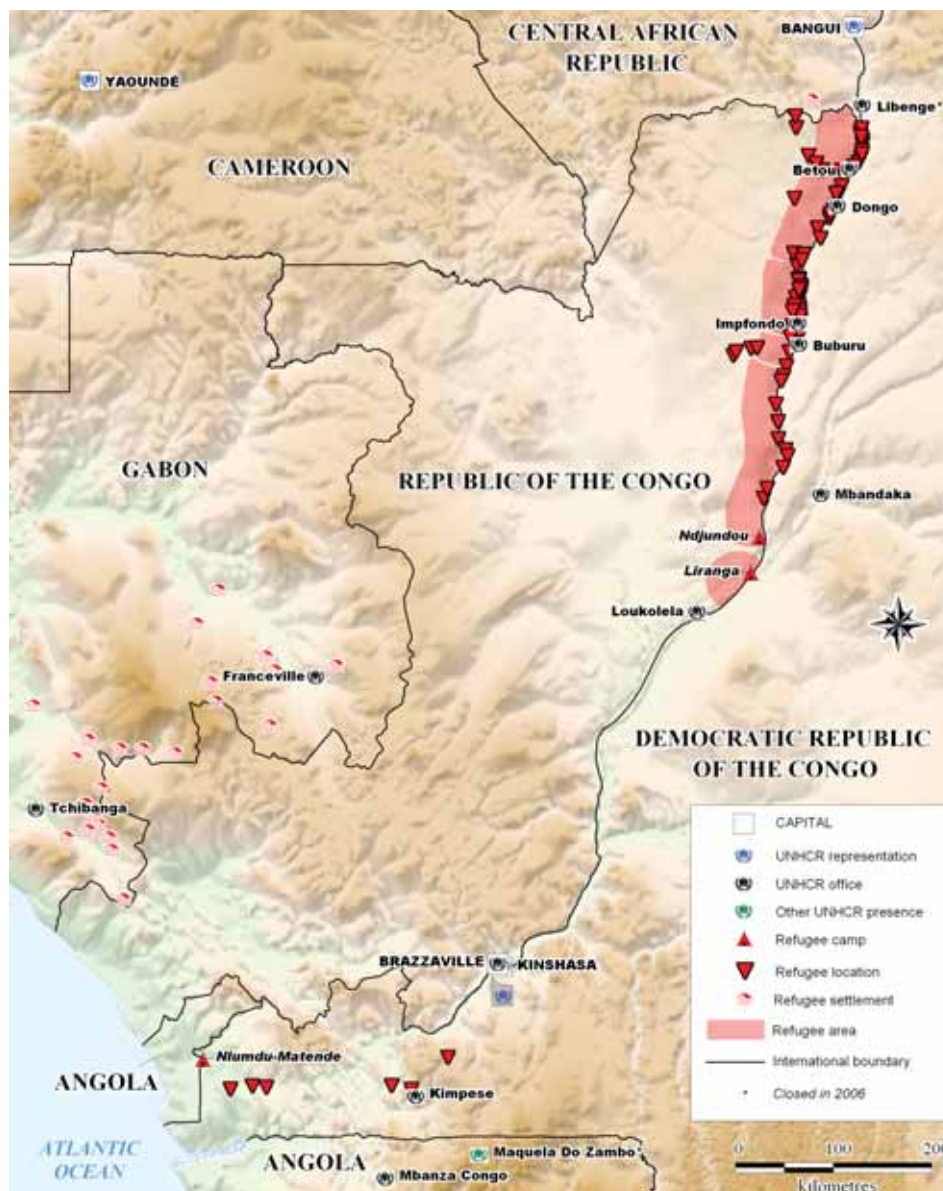 BANGUI
CENTRAL AFRICAN
REPUBLIC
YAOUNDÉ
Libenge*
CAMEROON
Betou
Dongo
Impfondo
Buburu
GABON
REPUBLIC OF THE CONGO
Mbandaka
Ndjundou
Liranga
Loukolela
Franceville
DEMOCRATIC REPUBLIC
OF THE CONGO
Tchibanga
CAPITAL
UNHCR representation
UNHCR office
Other UNHCR presence
Refugee camp
Refugee location
Refugee settlement
Refugee area
International boundary
* Closed in 2006
BRAZZAVILLE
KINSHASA
Nlumdu-Matende
ANGOLA
Kimpese
ATLANTIC
OCEAN
ANGOLA
Maquela Do Zambo*
Mbanza Congo
0 100 200
kilometres